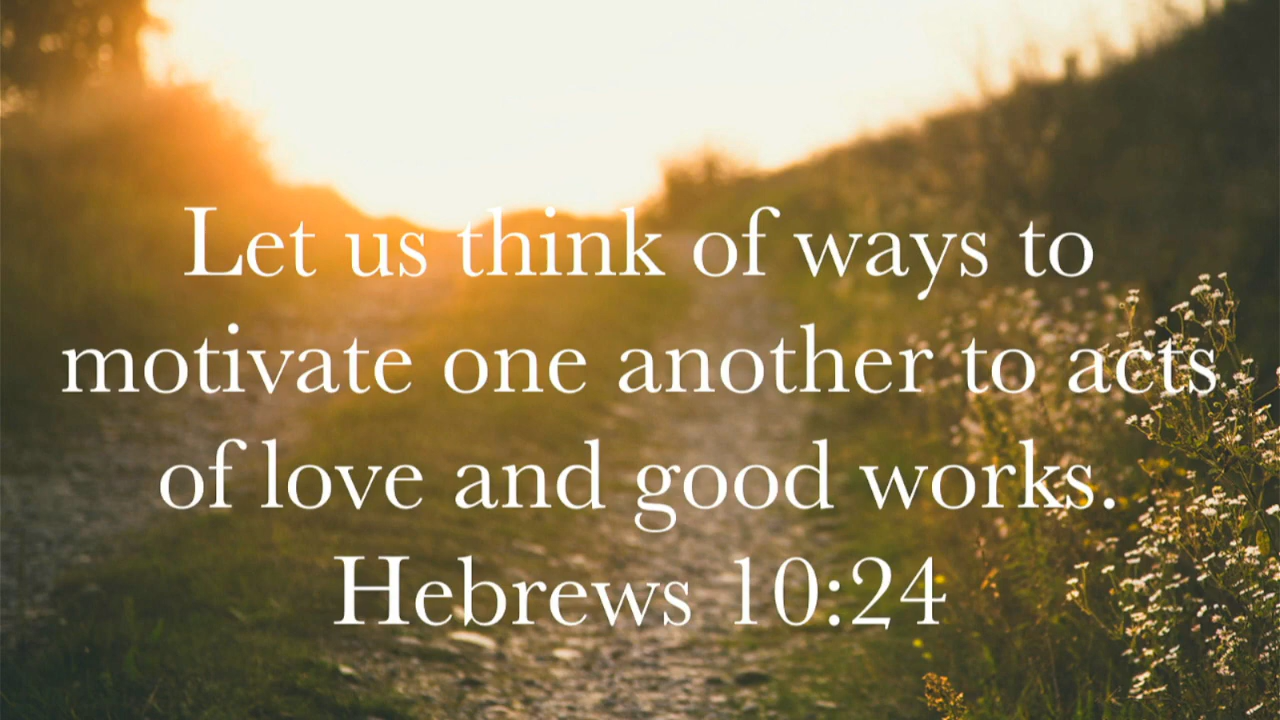 Let us think of ways to
motivate one another to acts
of love and good works.
Hebrews 10:24